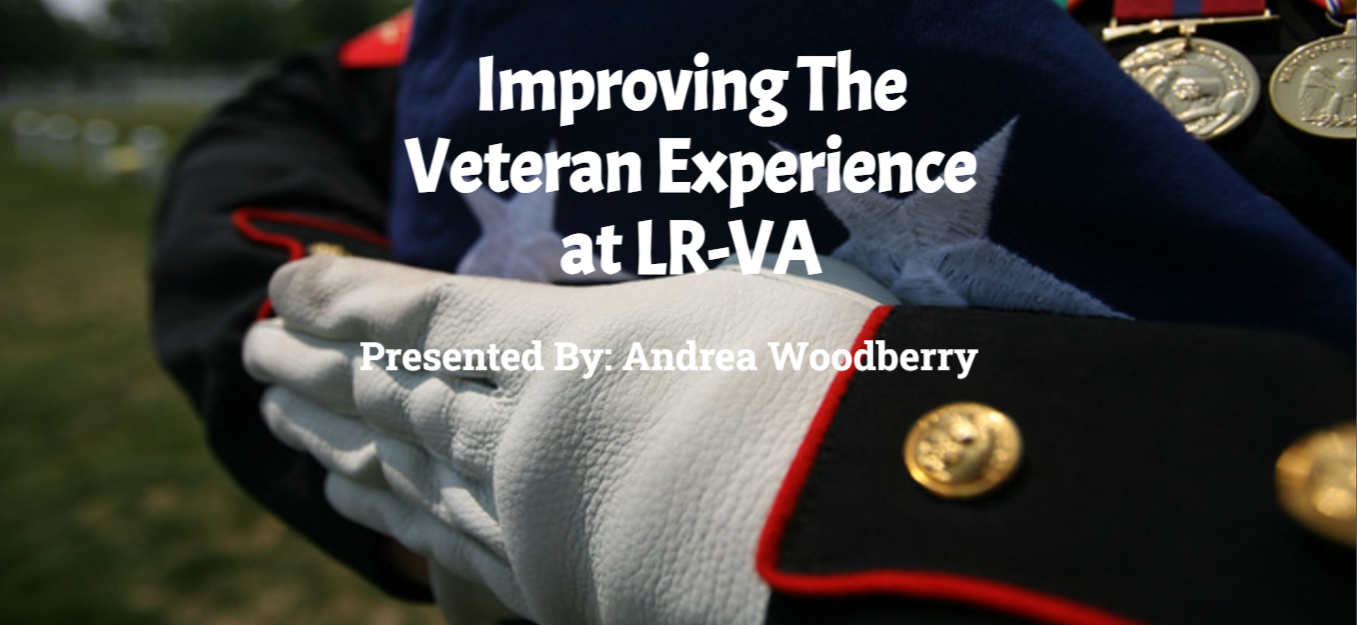 Improving The
Veteran Experience
at LR-VA
Presented By: Andrea Woodberry